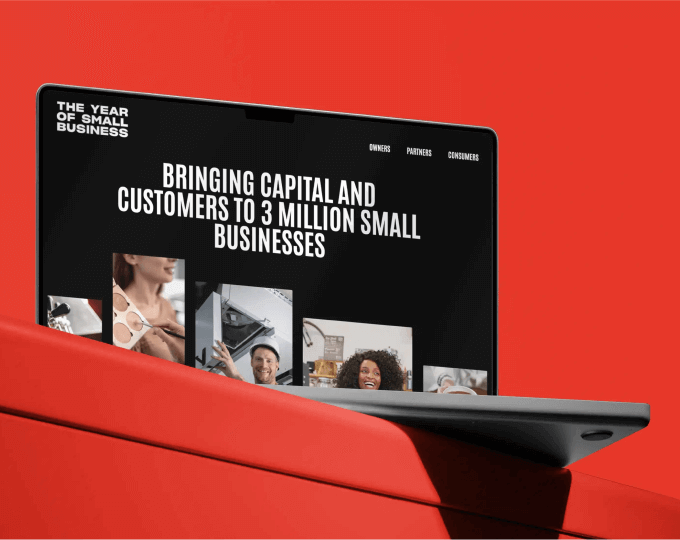 THE YEAR
OF SMALL
BUSINESS
OWNERS
PARTNERS
CONSUMERS
BRINGING CAPITAL AND
CUSTOMERS TO 3 MILLION SMALL
BUSINESSES